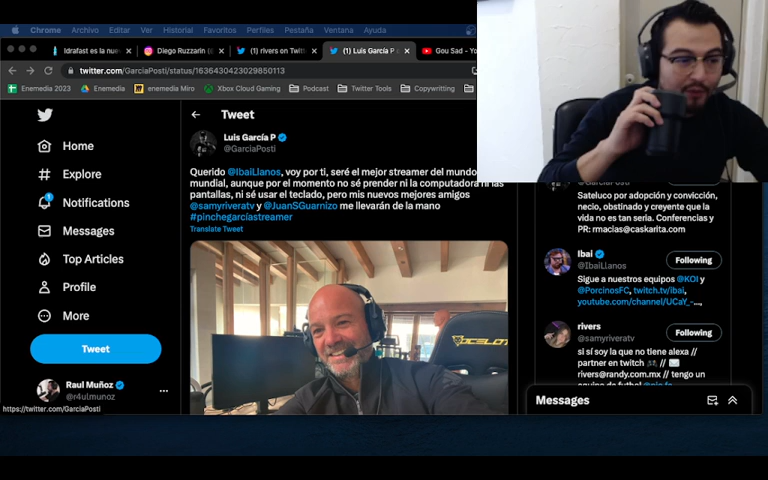 Chrome Archivo Editar Ver Historial Favoritos Perfiles Pestaña Ventana Ayuda
Idrafast es la nue
Diego Ruzzarin (
(1) rivers on Twitt
(1) Luis García P
Gou Sad - Yo
twitter.com/GarciaPosti/status/1636430423029850113
Enemedia 2023 Enemedia enemedia Miro Xbox Cloud Gaming Podcast Twitter Tools Copywritting
Home
Explore
Notifications
Messages
Top Articles
Profile
More
Tweet
Raul Muñoz
@r4ulmunoz
https://twitter.com/GarciaPosti
Tweet
Luis García P
@GarciaPosti
Querido @IbaiLlanos, voy por ti, seré el mejor streamer del mundo
mundial, aunque por el momento no sé prender ni la computadora ni las
pantallas, ni sé usar el teclado, pero mis nuevos mejores amigos
@samyriveratv y @JuanSGuarnizo me llevarán de la mano
#pinchegarcíastreamer
Translate Tweet
@GarciaPosti
Sateluco por adopción y convicción,
necio, obstinado y creyente que la
vida no es tan seria. Conferencias y
PR: rmacias@caskarita.com
Ibai
@IbaiLlanos
Following
Sigue a nuestros equipos @KOI y
@PorcinosFC, twitch.tv/ibai,
youtube.com/channel/UCaY_-...,
rivers
@samyriveratv
Following
si sí soy la que no tiene alexa //
partner en twitch //
rivers@randy.com.mx // tengo un
equipo de futbol
Messages